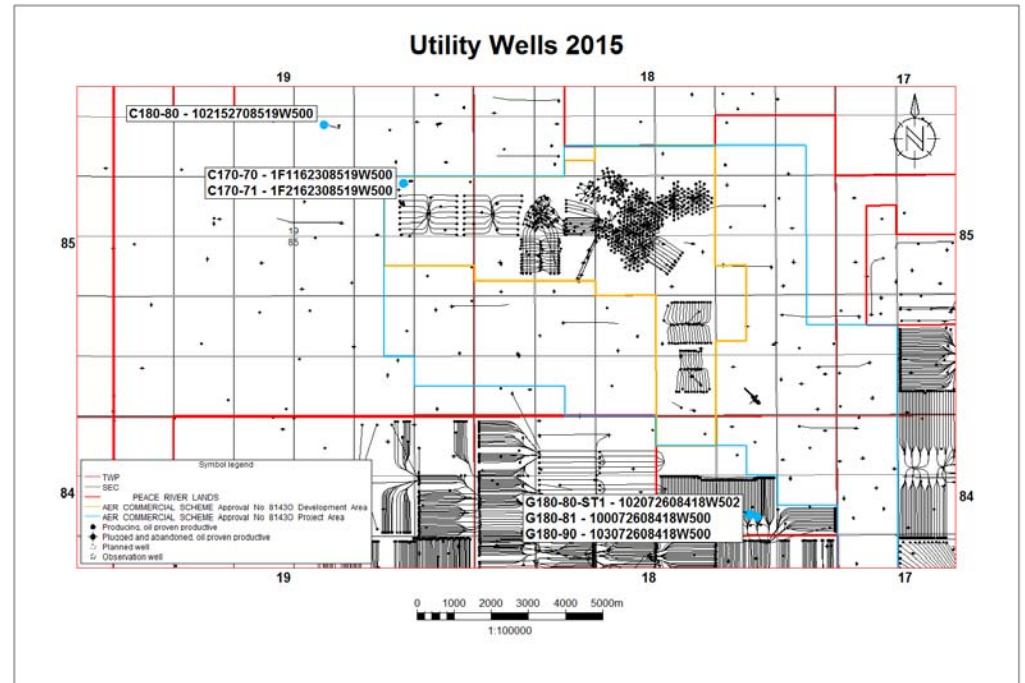 Utility Wells 2015
19 18 17
C180-80 - 102152708519W500
C170-70 - 1F1162308519W500
C170-71 - 1F2162308519W500
19
85
85 85
84 84
G180-80-ST1 - 102072608418W502
G180-81 - 100072608418W500
G180-90 - 103072608418W500
Symbol legend
TWP
SEC
PEACE RIVER LANDS
AER COMMERCIAL SCHEME Approval No 8143O Development Area
AER COMMERCIAL SCHEME Approval No 8143O Project Area
Producing, oil proven productive
Plugged and abandoned, oil proven productive
Planned well
Observation well
19 18 17
N
0 1000 2000 3000 4000 5000m
1:100000